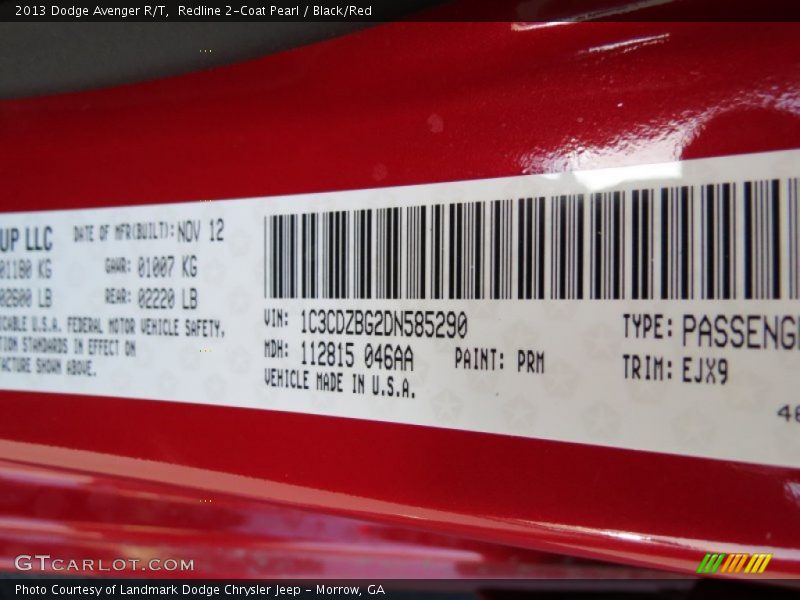 2013 Dodge Avenger R/T, Redline 2-Coat Pearl / Black/Red
UP LLC DATE OF MFR(BUILT): NOV 12
01180 KG GAWR: 01007 KG
02600 LB REAR: 02220 LB
CABLE U.S.A. FEDERAL MOTOR VEHICLE SAFETY,
TION STANDARDS IN EFFECT ON
FACTURE SHOWN ABOVE.
VIN: 1C3CDZBG2DN585290 TYPE: PASSENGE
MDH: 112815 046AA PAINT: PRM TRIM: EJX9
VEHICLE MADE IN U.S.A.
48
GTCARLOT.COM
Photo Courtesy of Landmark Dodge Chrysler Jeep - Morrow, GA